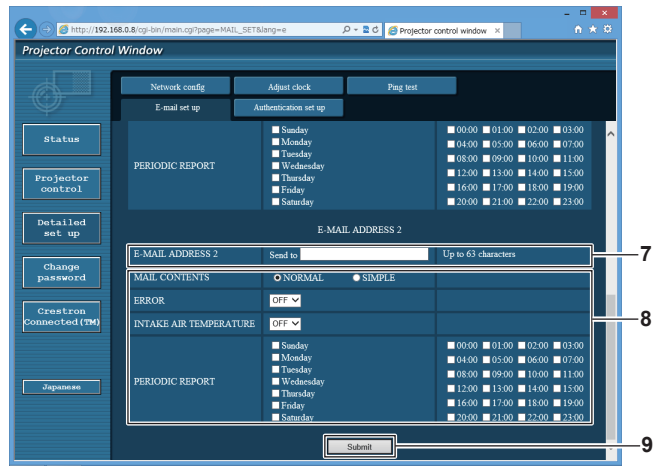 http://192.168.0.8/cgi-bin/main.cgi?page=MAIL_SET&lang=e
Projector control window
Projector Control Window
Network config
Adjust clock
Ping test
E-mail set up
Authentication set up
Status
Projector
control
Detailed
set up
Change
password
Crestron
Connected(TM)
Japanese
PERIODIC REPORT
Sunday
Monday
Tuesday
Wednesday
Thursday
Friday
Saturday
00:00 01:00 02:00 03:00
04:00 05:00 06:00 07:00
08:00 09:00 10:00 11:00
12:00 13:00 14:00 15:00
16:00 17:00 18:00 19:00
20:00 21:00 22:00 23:00
E-MAIL ADDRESS 2
E-MAIL ADDRESS 2 Send to Up to 63 characters
7
MAIL CONTENTS NORMAL SIMPLE
ERROR OFF
8
INTAKE AIR TEMPERATURE OFF
PERIODIC REPORT
Sunday
Monday
Tuesday
Wednesday
Thursday
Friday
Saturday
00:00 01:00 02:00 03:00
04:00 05:00 06:00 07:00
08:00 09:00 10:00 11:00
12:00 13:00 14:00 15:00
16:00 17:00 18:00 19:00
20:00 21:00 22:00 23:00
Submit
9